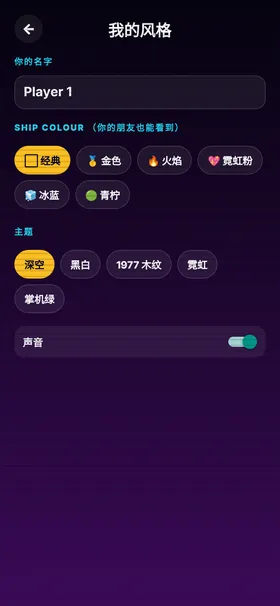 我的风格
你的名字
Player 1
SHIP COLOUR （你的朋友也能看到）
经典 金色 火焰 霓虹粉
冰蓝 青柠
主题
深空 黑白 1977 木纹 霓虹
掌机绿
声音